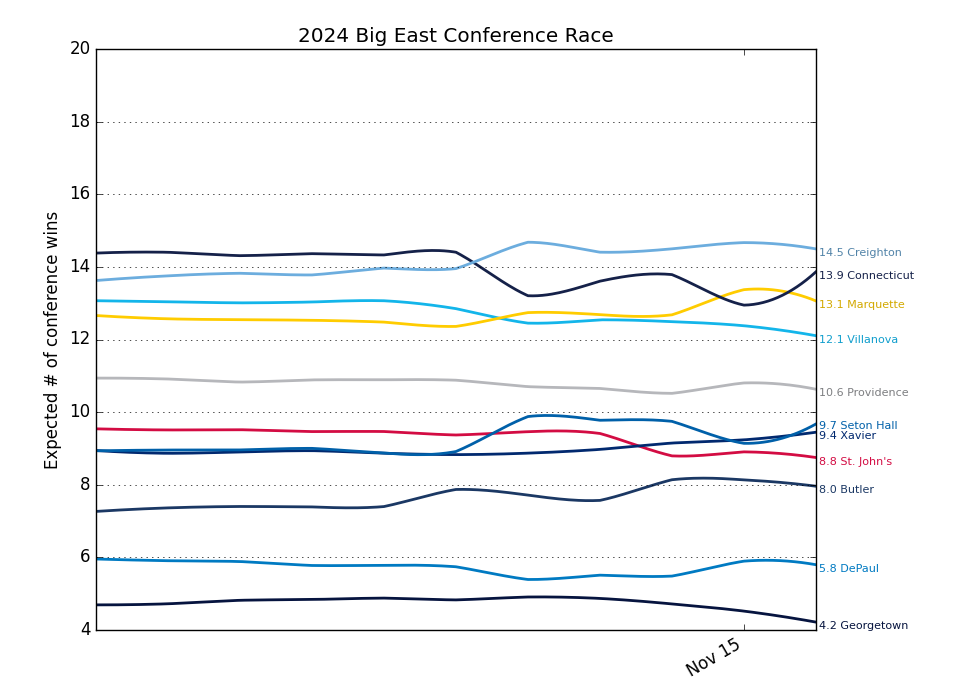 2024 Big East Conference Race
Expected # of conference wins
20
18
16
14
12
10
8
6
4
14.5 Creighton
13.9 Connecticut
13.1 Marquette
12.1 Villanova
10.6 Providence
9.7 Seton Hall
9.4 Xavier
8.8 St. John's
8.0 Butler
5.8 DePaul
4.2 Georgetown
Nov 15